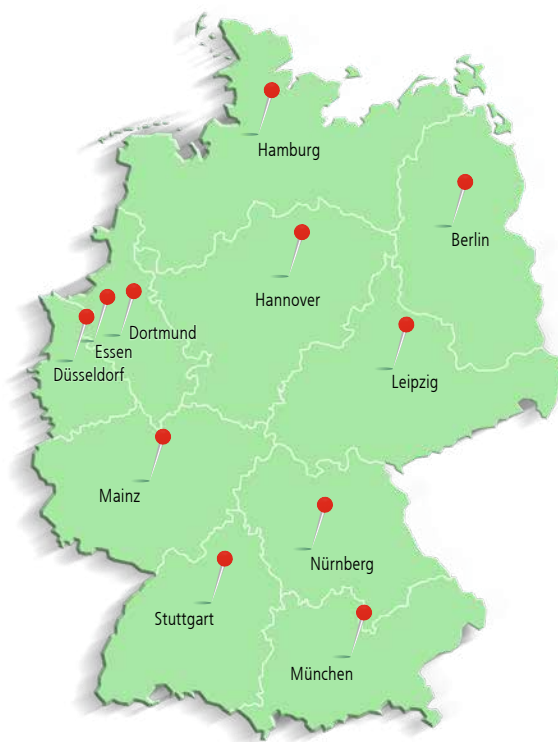 Hamburg
Berlin
Hannover
Dortmund
Essen
Düsseldorf
Leipzig
Mainz
Nürnberg
Stuttgart
München